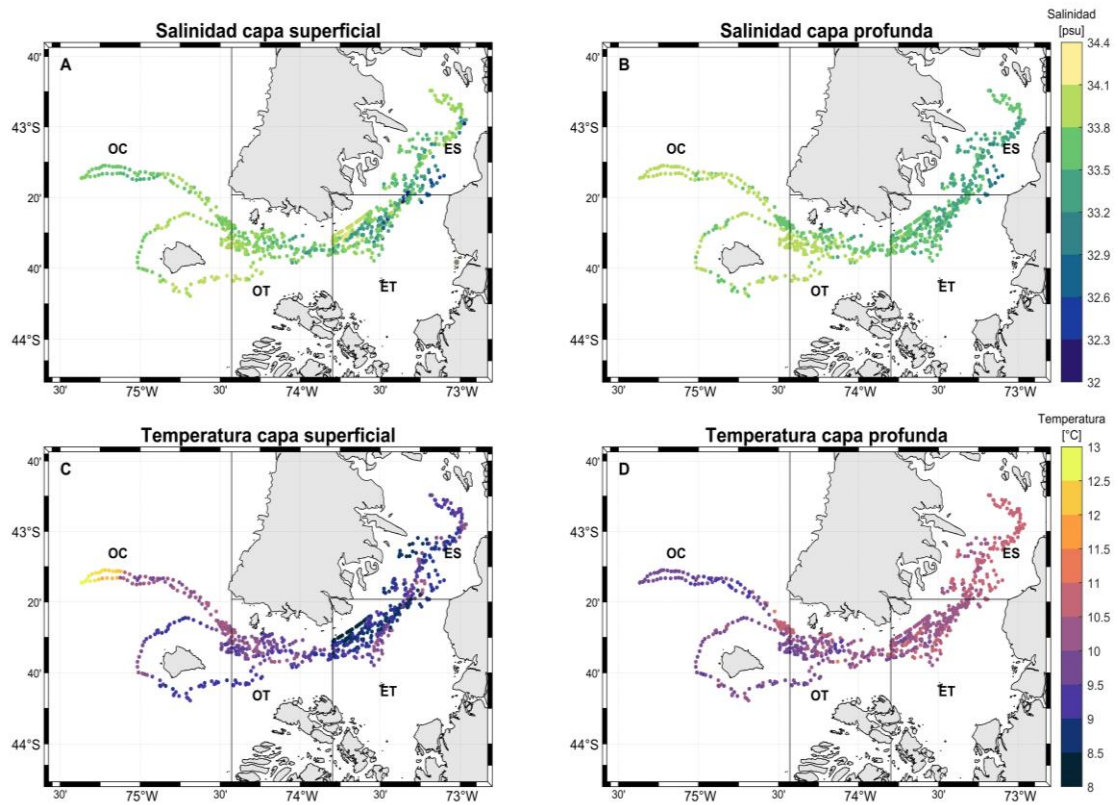 Salinidad capa superficial
A
OC
ES
OT
ET
40'
43°S
20'
40'
44°S
30'
75°W
30'
74°W
30'
73°W
Salinidad capa profunda
B
OC
ES
OT
ET
40'
43°S
20'
40'
44°S
30'
75°W
30'
74°W
30'
73°W
Salinidad
[psu]
34.4
34.1
33.8
33.5
33.2
32.9
32.6
32.3
32
Temperatura capa superficial
C
OC
ES
OT
ET
40'
43°S
20'
40'
44°S
30'
75°W
30'
74°W
30'
73°W
Temperatura capa profunda
D
OC
ES
OT
ET
40'
43°S
20'
40'
44°S
30'
75°W
30'
74°W
30'
73°W
Temperatura
[°C]
13
12.5
12
11.5
11
10.5
10
9.5
9
8.5
8